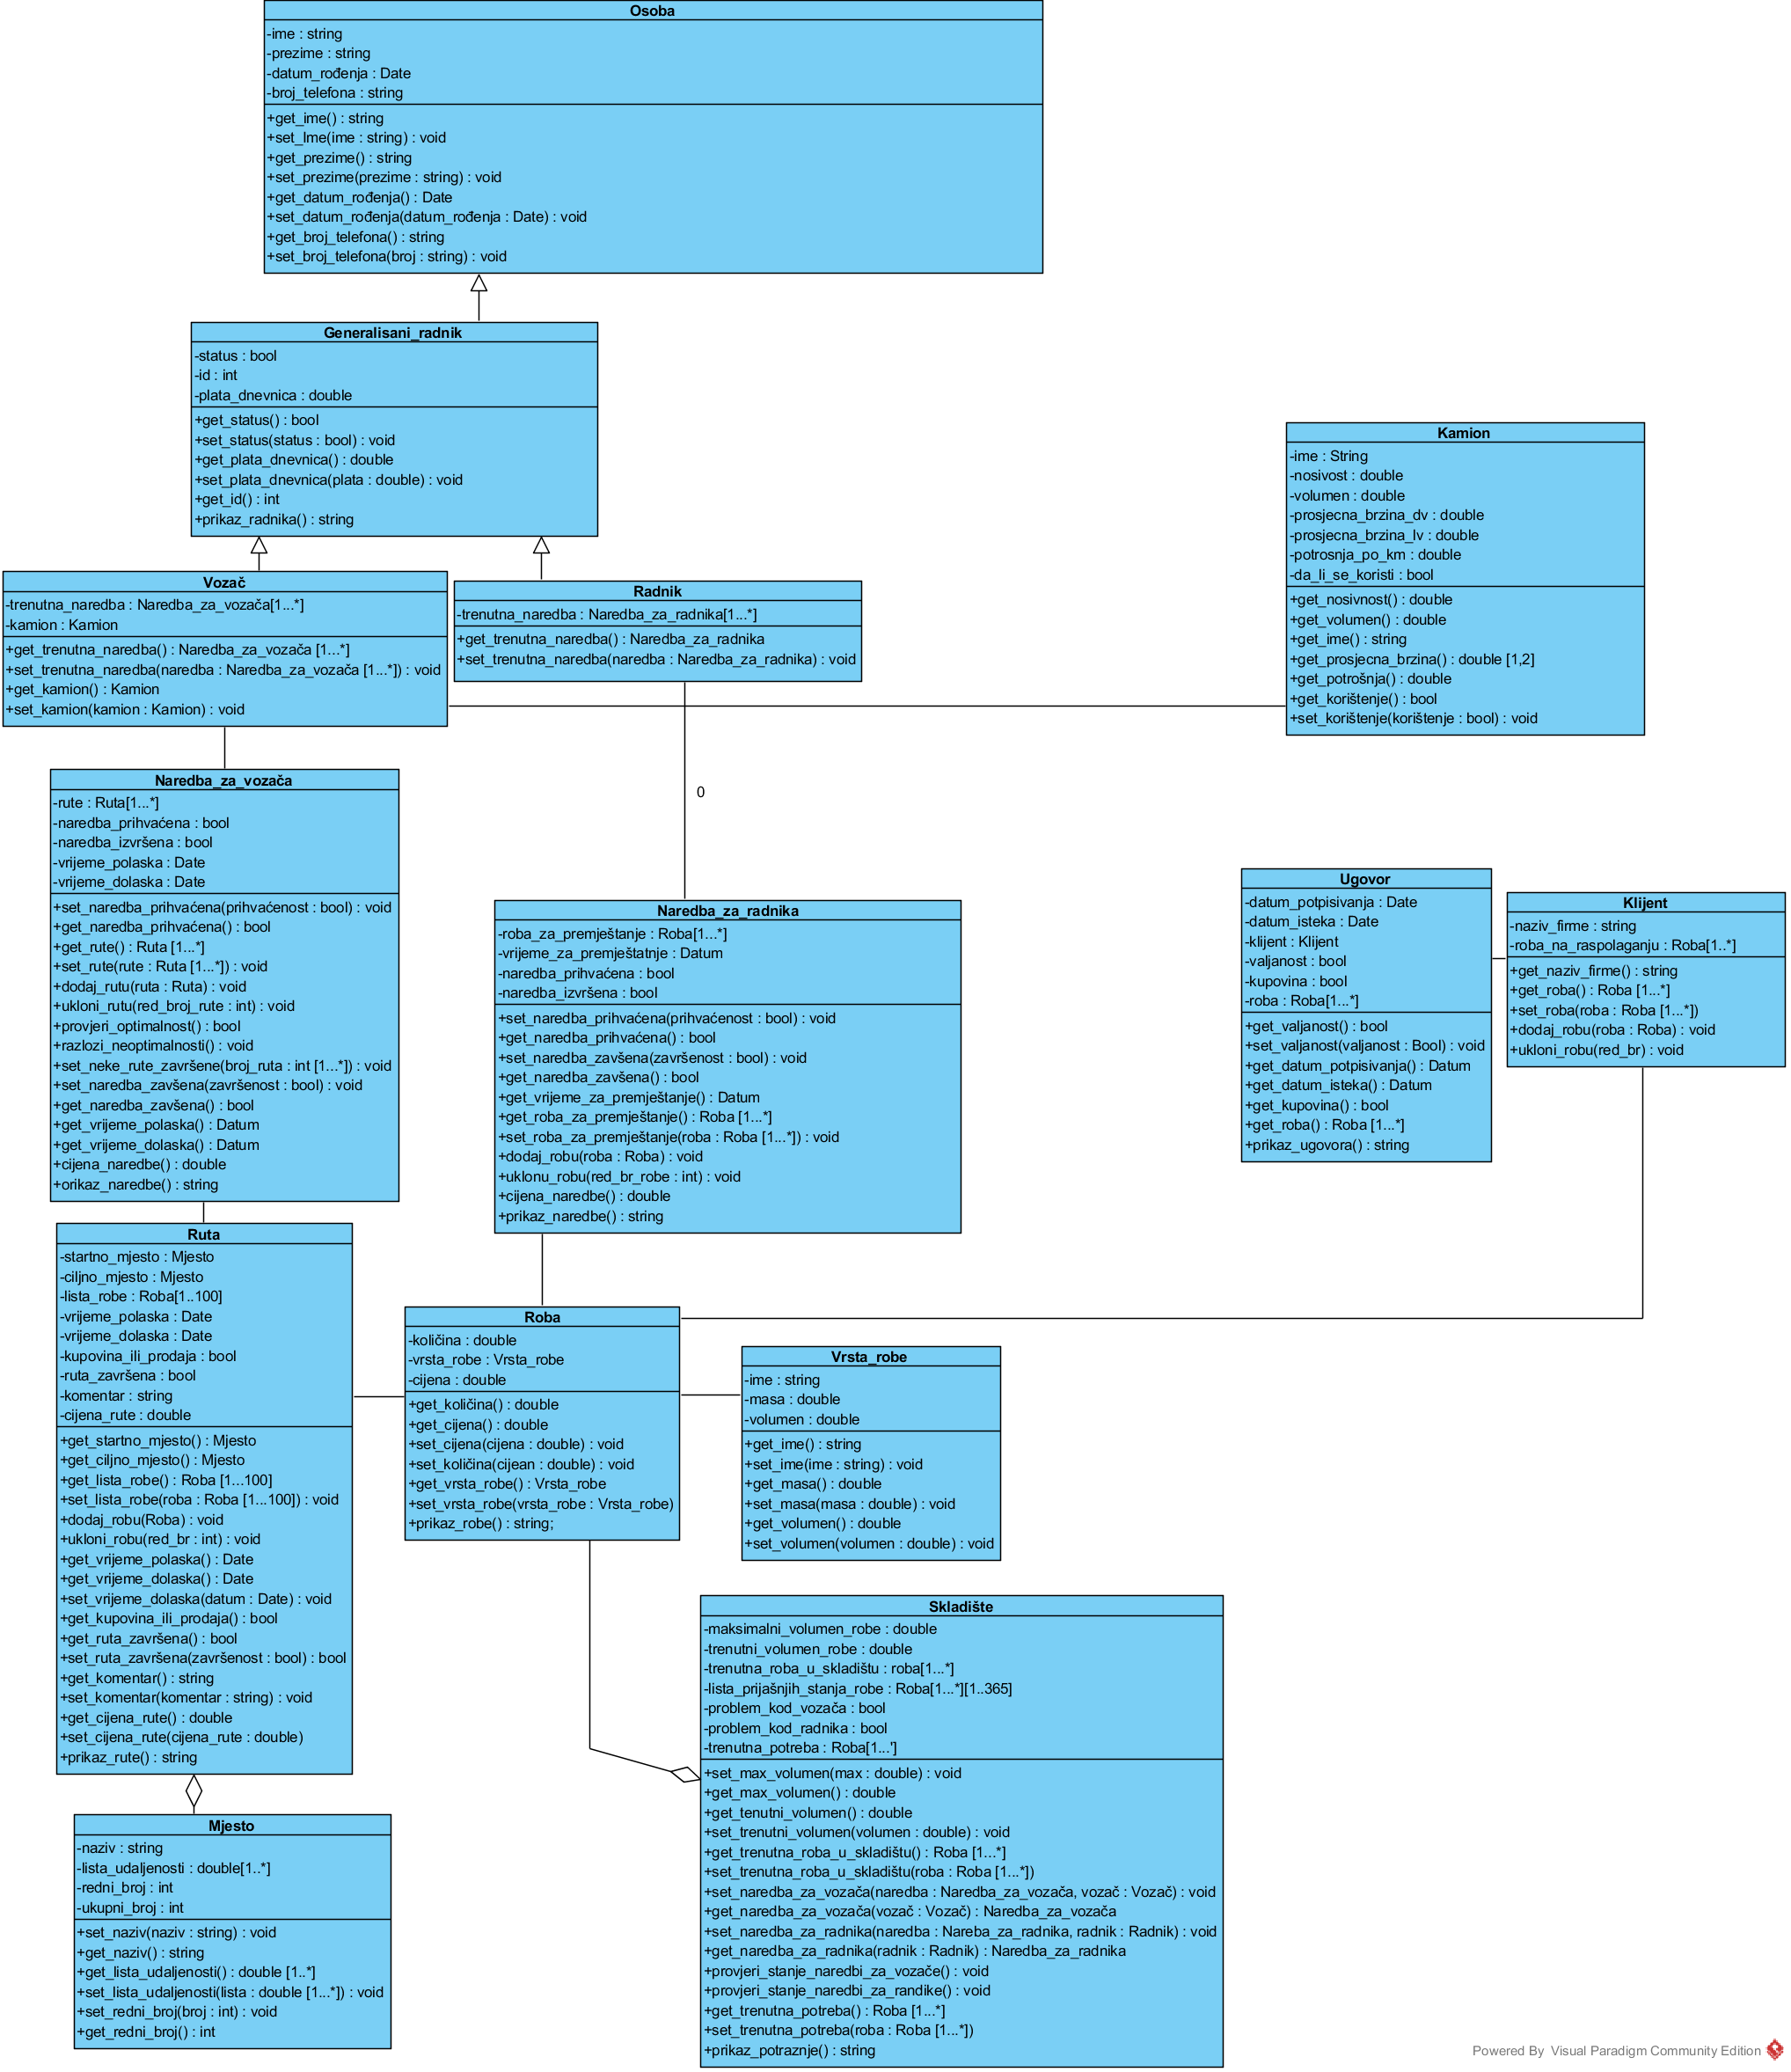 Osoba
-ime : string
-prezime : string
-datum_rođenja : Date
-broj_telefona : string
+get_ime() : string
+set_Ime(ime : string) : void
+get_prezime() : string
+set_prezime(prezime : string) : void
+get_datum_rođenja() : Date
+set_datum_rođenja(datum_rođenja : Date) : void
+get_broj_telefona() : string
+set_broj_telefona(broj : string) : void
Generalisani_radnik
-status : bool
-id : int
-plata_dnevnica : double
+get_status() : bool
+set_status(status : bool) : void
+get_plata_dnevnica() : double
+set_plata_dnevnica(plata : double) : void
+get_id() : int
+prikaz_radnika() : string
Kamion
-ime : String
-nosivost : double
-volumen : double
-prosjecna_brzina_dv : double
-prosjecna_brzina_lv : double
-potrosnja_po_km : double
-da_li_se_koristi : bool
+get_nosivnost() : double
+get_volumen() : double
+get_ime() : string
+get_prosjecna_brzina() : double [1,2]
+get_potrošnja() : double
+get_korištenje() : bool
+set_korištenje(korištenje : bool) : void
Vozač
-trenutna_naredba : Naredba_za_vozača[1...*]
-kamion : Kamion
+get_trenutna_naredba() : Naredba_za_vozača [1...*]
+set_trenutna_naredba(naredba : Naredba_za_vozača [1...*]) : void
+get_kamion() : Kamion
+set_kamion(kamion : Kamion) : void
Radnik
-trenutna_naredba : Naredba_za_radnika[1...*]
+get_trenutna_naredba() : Naredba_za_radnika
+set_trenutna_naredba(naredba : Naredba_za_radnika) : void
0
Naredba_za_vozača
-rute : Ruta[1...*]
-naredba_prihvaćena : bool
-naredba_izvršena : bool
-vrijeme_polaska : Date
-vrijeme_dolaska : Date
+set_naredba_prihvaćena(prihvaćenost : bool) : void
+get_naredba_prihvaćena() : bool
+get_rute() : Ruta [1...*]
+set_rute(rute : Ruta [1...*]) : void
+dodaj_rutu(ruta : Ruta) : void
+ukloni_rutu(red_broj_rute : int) : void
+provjeri_optimalnost() : bool
+razlozi_neoptimalnosti() : void
+set_neke_rute_završene(broj_ruta : int [1...*]) : void
+set_naredba_zavšena(završenost : bool) : void
+get_naredba_zavšena() : bool
+get_vrijeme_polaska() : Datum
+get_vrijeme_dolaska() : Datum
+cijena_naredbe() : double
+orikaz_naredbe() : string
Naredba_za_radnika
-roba_za_premještanje : Roba[1...*]
-vrijeme_za_premještatnje : Datum
-naredba_prihvaćena : bool
-naredba_izvršena : bool
+set_naredba_prihvaćena(prihvaćenost : bool) : void
+get_naredba_prihvaćena() : bool
+set_naredba_zavšena(završenost : bool) : void
+get_naredba_zavšena() : bool
+get_vrijeme_za_premještanje() : Datum
+get_roba_za_premještanje() : Roba [1...*]
+set_roba_za_premještanje(roba : Roba [1...*]) : void
+dodaj_robu(roba : Roba) : void
+uklonu_robu(red_br_robe : int) : void
+cijena_naredbe() : double
+prikaz_naredbe() : string
Ugovor
-datum_potpisivanja : Date
-datum_isteka : Date
-klijent : Klijent
-valjanost : bool
-kupovina : bool
-roba : Roba[1...*]
+get_valjanost() : bool
+set_valjanost(valjanost : Bool) : void
+get_datum_potpisivanja() : Datum
+get_datum_isteka() : Datum
+get_kupovina() : bool
+get_roba() : Roba [1...*]
+prikaz_ugovora() : string
Klijent
-naziv_firme : string
-roba_na_raspolaganju : Roba[1..*]
+get_naziv_firme() : string
+get_roba() : Roba [1...*]
+set_roba(roba : Roba [1...*])
+dodaj_robu(roba : Roba) : void
+ukloni_robu(red_br) : void
Ruta
-startno_mjesto : Mjesto
-ciljno_mjesto : Mjesto
-lista_robe : Roba[1..100]
-vrijeme_polaska : Date
-vrijeme_dolaska : Date
-kupovina_ili_prodaja : bool
-ruta_završena : bool
-komentar : string
-cijena_rute : double
+get_startno_mjesto() : Mjesto
+get_ciljno_mjesto() : Mjesto
+get_lista_robe() : Roba [1...100]
+set_lista_robe(roba : Roba [1...100]) : void
+dodaj_robu(Roba) : void
+ukloni_robu(red_br : int) : void
+get_vrijeme_polaska() : Date
+get_vrijeme_dolaska() : Date
+set_vrijeme_dolaska(datum : Date) : void
+get_kupovina_ili_prodaja() : bool
+get_ruta_završena() : bool
+set_ruta_završena(završenost : bool) : bool
+get_komentar() : string
+set_komentar(komentar : string) : void
+get_cijena_rute() : double
+set_cijena_rute(cijena_rute : double)
+prikaz_rute() : string
Roba
-količina : double
-vrsta_robe : Vrsta_robe
-cijena : double
+get_količina() : double
+get_cijena() : double
+set_cijena(cijena : double) : void
+set_količina(cijean : double) : void
+get_vrsta_robe() : Vrsta_robe
+set_vrsta_robe(vrsta_robe : Vrsta_robe)
+prikaz_robe() : string;
Vrsta_robe
-ime : string
-masa : double
-volumen : double
+get_ime() : string
+set_ime(ime : string) : void
+get_masa() : double
+set_masa(masa : double) : void
+get_volumen() : double
+set_volumen(volumen : double) : void
Skladište
-maksimalni_volumen_robe : double
-trenutni_volumen_robe : double
-trenutna_roba_u_skladištu : roba[1...*]
-lista_prijašnjih_stanja_robe : Roba[1...*][1..365]
-problem_kod_vozača : bool
-problem_kod_radnika : bool
-trenutna_potreba : Roba[1...']
+set_max_volumen(max : double) : void
+get_max_volumen() : double
+get_tenutni_volumen() : double
+set_trenutni_volumen(volumen : double) : void
+get_trenutna_roba_u_skladištu() : Roba [1...*]
+set_trenutna_roba_u_skladištu(roba : Roba [1...*])
+set_naredba_za_vozača(naredba : Naredba_za_vozača, vozač : Vozač) : void
+get_naredba_za_vozača(vozač : Vozač) : Naredba_za_vozača
+set_naredba_za_radnika(naredba : Nareba_za_radnika, radnik : Radnik) : void
+get_naredba_za_radnika(radnik : Radnik) : Naredba_za_radnika
+provjeri_stanje_naredbi_za_vozače() : void
+provjeri_stanje_naredbi_za_randike() : void
+get_trenutna_potreba() : Roba [1...*]
+set_trenutna_potreba(roba : Roba [1...*])
+prikaz_potraznje() : string
Mjesto
-naziv : string
-lista_udaljenosti : double[1..*]
-redni_broj : int
-ukupni_broj : int
+set_naziv(naziv : string) : void
+get_naziv() : string
+get_lista_udaljenosti() : double [1..*]
+set_lista_udaljenosti(lista : double [1...*]) : void
+set_redni_broj(broj : int) : void
+get_redni_broj() : int
Powered By Visual Paradigm Community Edition